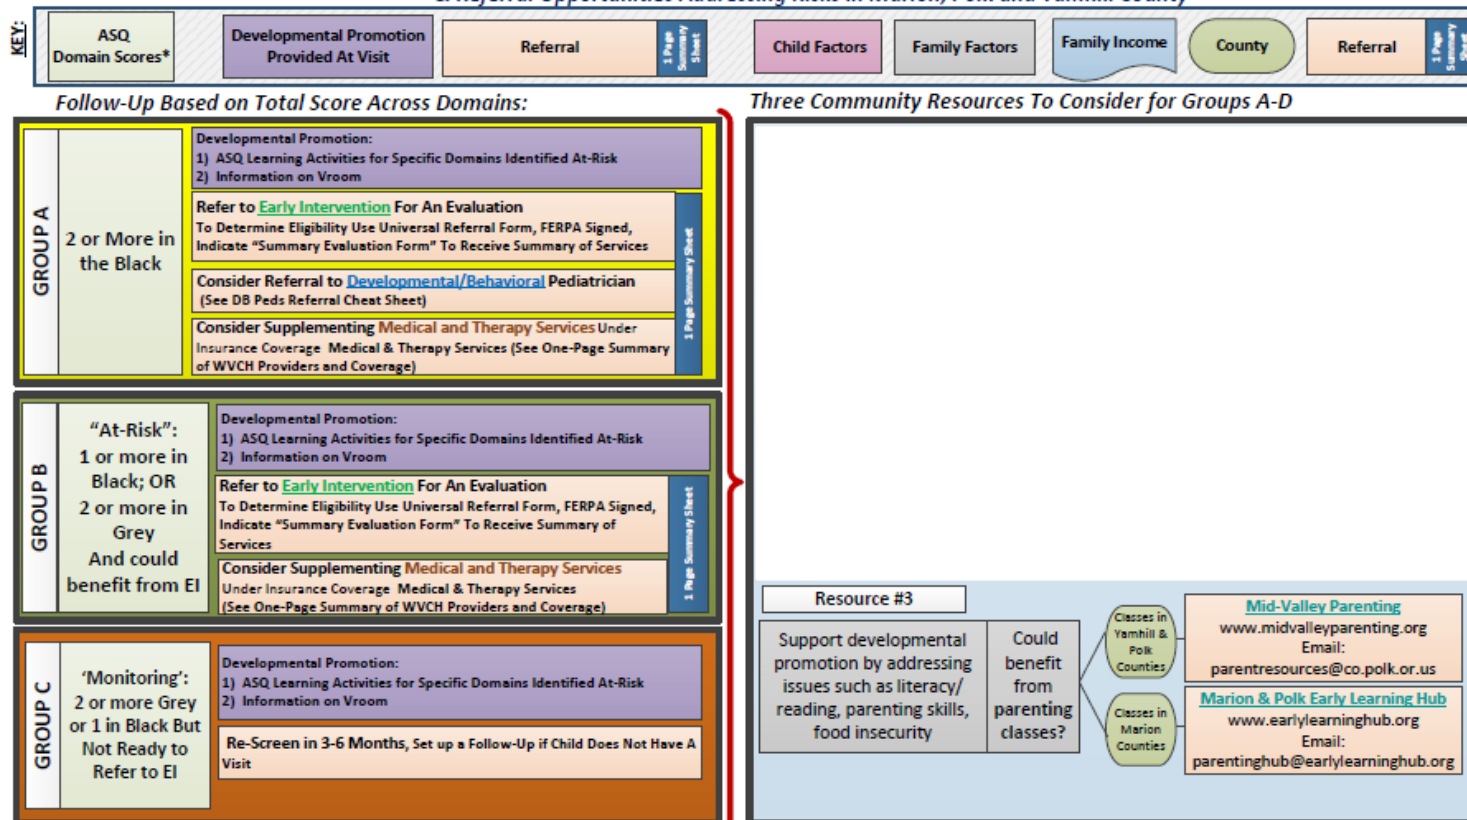 & Referral Opportunities Addressing Risks in Marion, Polk and Yamhill County
KEY:
ASQ
Domain Scores*
Developmental Promotion
Provided At Visit
Referral
1 Page
Summary
Sheet
Child Factors
Family Factors
Family Income
County
Referral
1 Page
Summary
Sheet
Follow-Up Based on Total Score Across Domains:
GROUP A
2 or More in
the Black
Developmental Promotion:
1) ASQ Learning Activities for Specific Domains Identified At-Risk
2) Information on Vroom
Refer to Early Intervention For An Evaluation
To Determine Eligibility Use Universal Referral Form, FERPA Signed,
Indicate “Summary Evaluation Form” To Receive Summary of Services
Consider Referral to Developmental/Behavioral Pediatrician
(See DB Peds Referral Cheat Sheet)
Consider Supplementing Medical and Therapy Services Under
Insurance Coverage Medical & Therapy Services (See One-Page Summary
of WVCH Providers and Coverage)
1 Page Summary Sheet
GROUP B
“At-Risk”:
1 or more in
Black; OR
2 or more in
Grey
And could
benefit from EI
Developmental Promotion:
1) ASQ Learning Activities for Specific Domains Identified At-Risk
2) Information on Vroom
Refer to Early Intervention For An Evaluation
To Determine Eligibility Use Universal Referral Form, FERPA Signed,
Indicate “Summary Evaluation Form” To Receive Summary of
Services
Consider Supplementing Medical and Therapy Services
Under Insurance Coverage Medical & Therapy Services
(See One-Page Summary of WVCH Providers and Coverage)
1 Page Summary Sheet
GROUP C
‘Monitoring’:
2 or more Grey
or 1 in Black But
Not Ready to
Refer to EI
Developmental Promotion:
1) ASQ Learning Activities for Specific Domains Identified At-Risk
2) Information on Vroom
Re-Screen in 3-6 Months, Set up a Follow-Up if Child Does Not Have A
Visit
Three Community Resources To Consider for Groups A-D
Resource #3
Support developmental
promotion by addressing
issues such as literacy/
reading, parenting skills,
food insecurity
Could
benefit
from
parenting
classes?
Classes in
Yamhill &
Polk
Counties
Mid-Valley Parenting
www.midvalleyparenting.org
Email:
parentresources@co.polk.or.us
Classes in
Marion
Counties
Marion & Polk Early Learning Hub
www.earlylearninghub.org
Email:
parentinghub@earlylearninghub.org